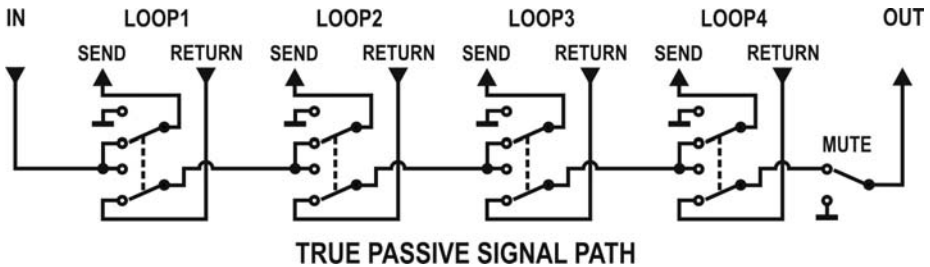 IN LOOP1 LOOP2 LOOP3 LOOP4 OUT
SEND RETURN SEND RETURN SEND RETURN SEND RETURN
MUTE
TRUE PASSIVE SIGNAL PATH